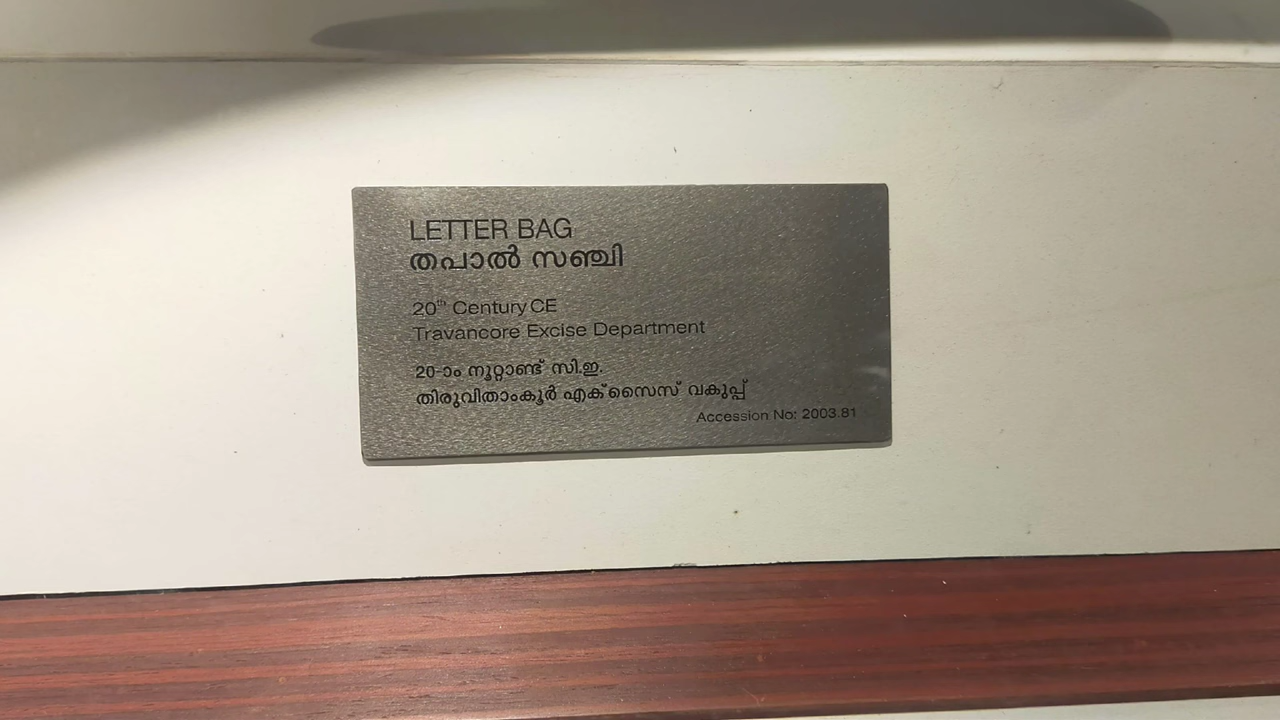 LETTER BAG
തപാൽ സഞ്ചി
20th Century CE
Travancore Excise Department
20-ാം നൂറ്റാണ്ട് സി.ഇ.
തിരുവിതാംകൂർ എക്സൈസ് വകുപ്പ്
Accession No: 2003.81